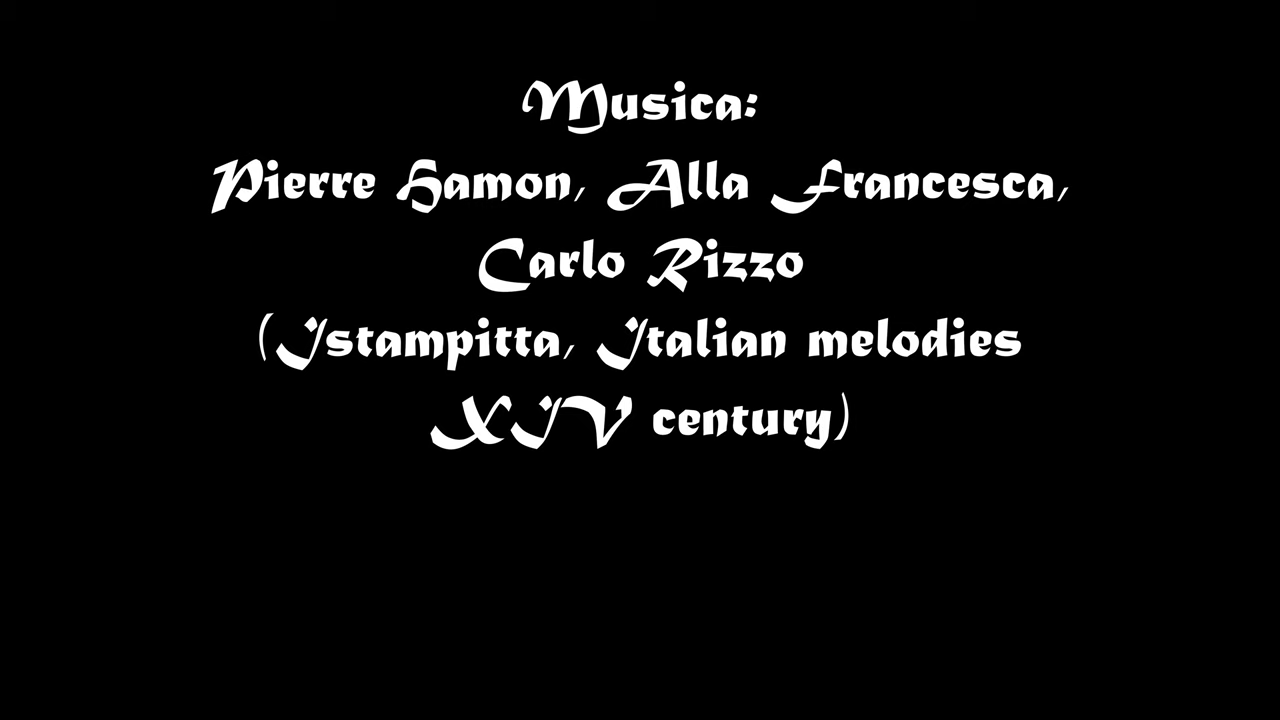 Musica:
Pierre Hamon, Alla Francesca,
Carlo Rizzo
(Istampitta, Italian melodies
XIV century)